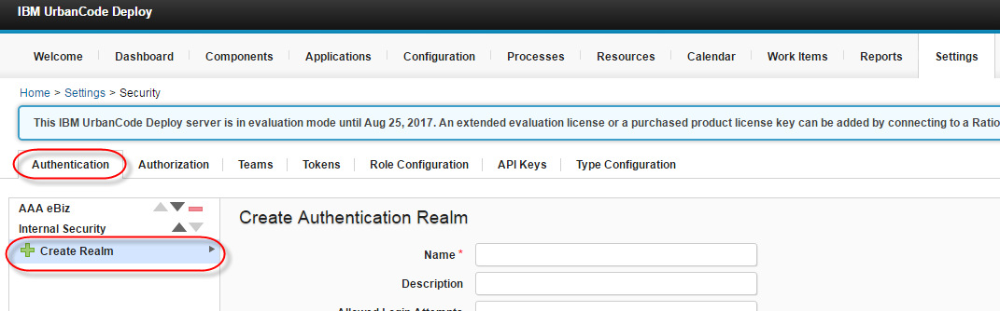 IBM UrbanCode Deploy
Welcome Dashboard Components Applications Configuration Processes Resources Calendar Work Items Reports Settings
Home > Settings > Security
This IBM UrbanCode Deploy server is in evaluation mode until Aug 25, 2017. An extended evaluation license or a purchased product license key can be added by connecting to a Ratio
Authentication Authorization Teams Tokens Role Configuration API Keys Type Configuration
AAA eBiz
Internal Security
Create Realm
Create Authentication Realm
Name *
Description
Allowed Login Attempts